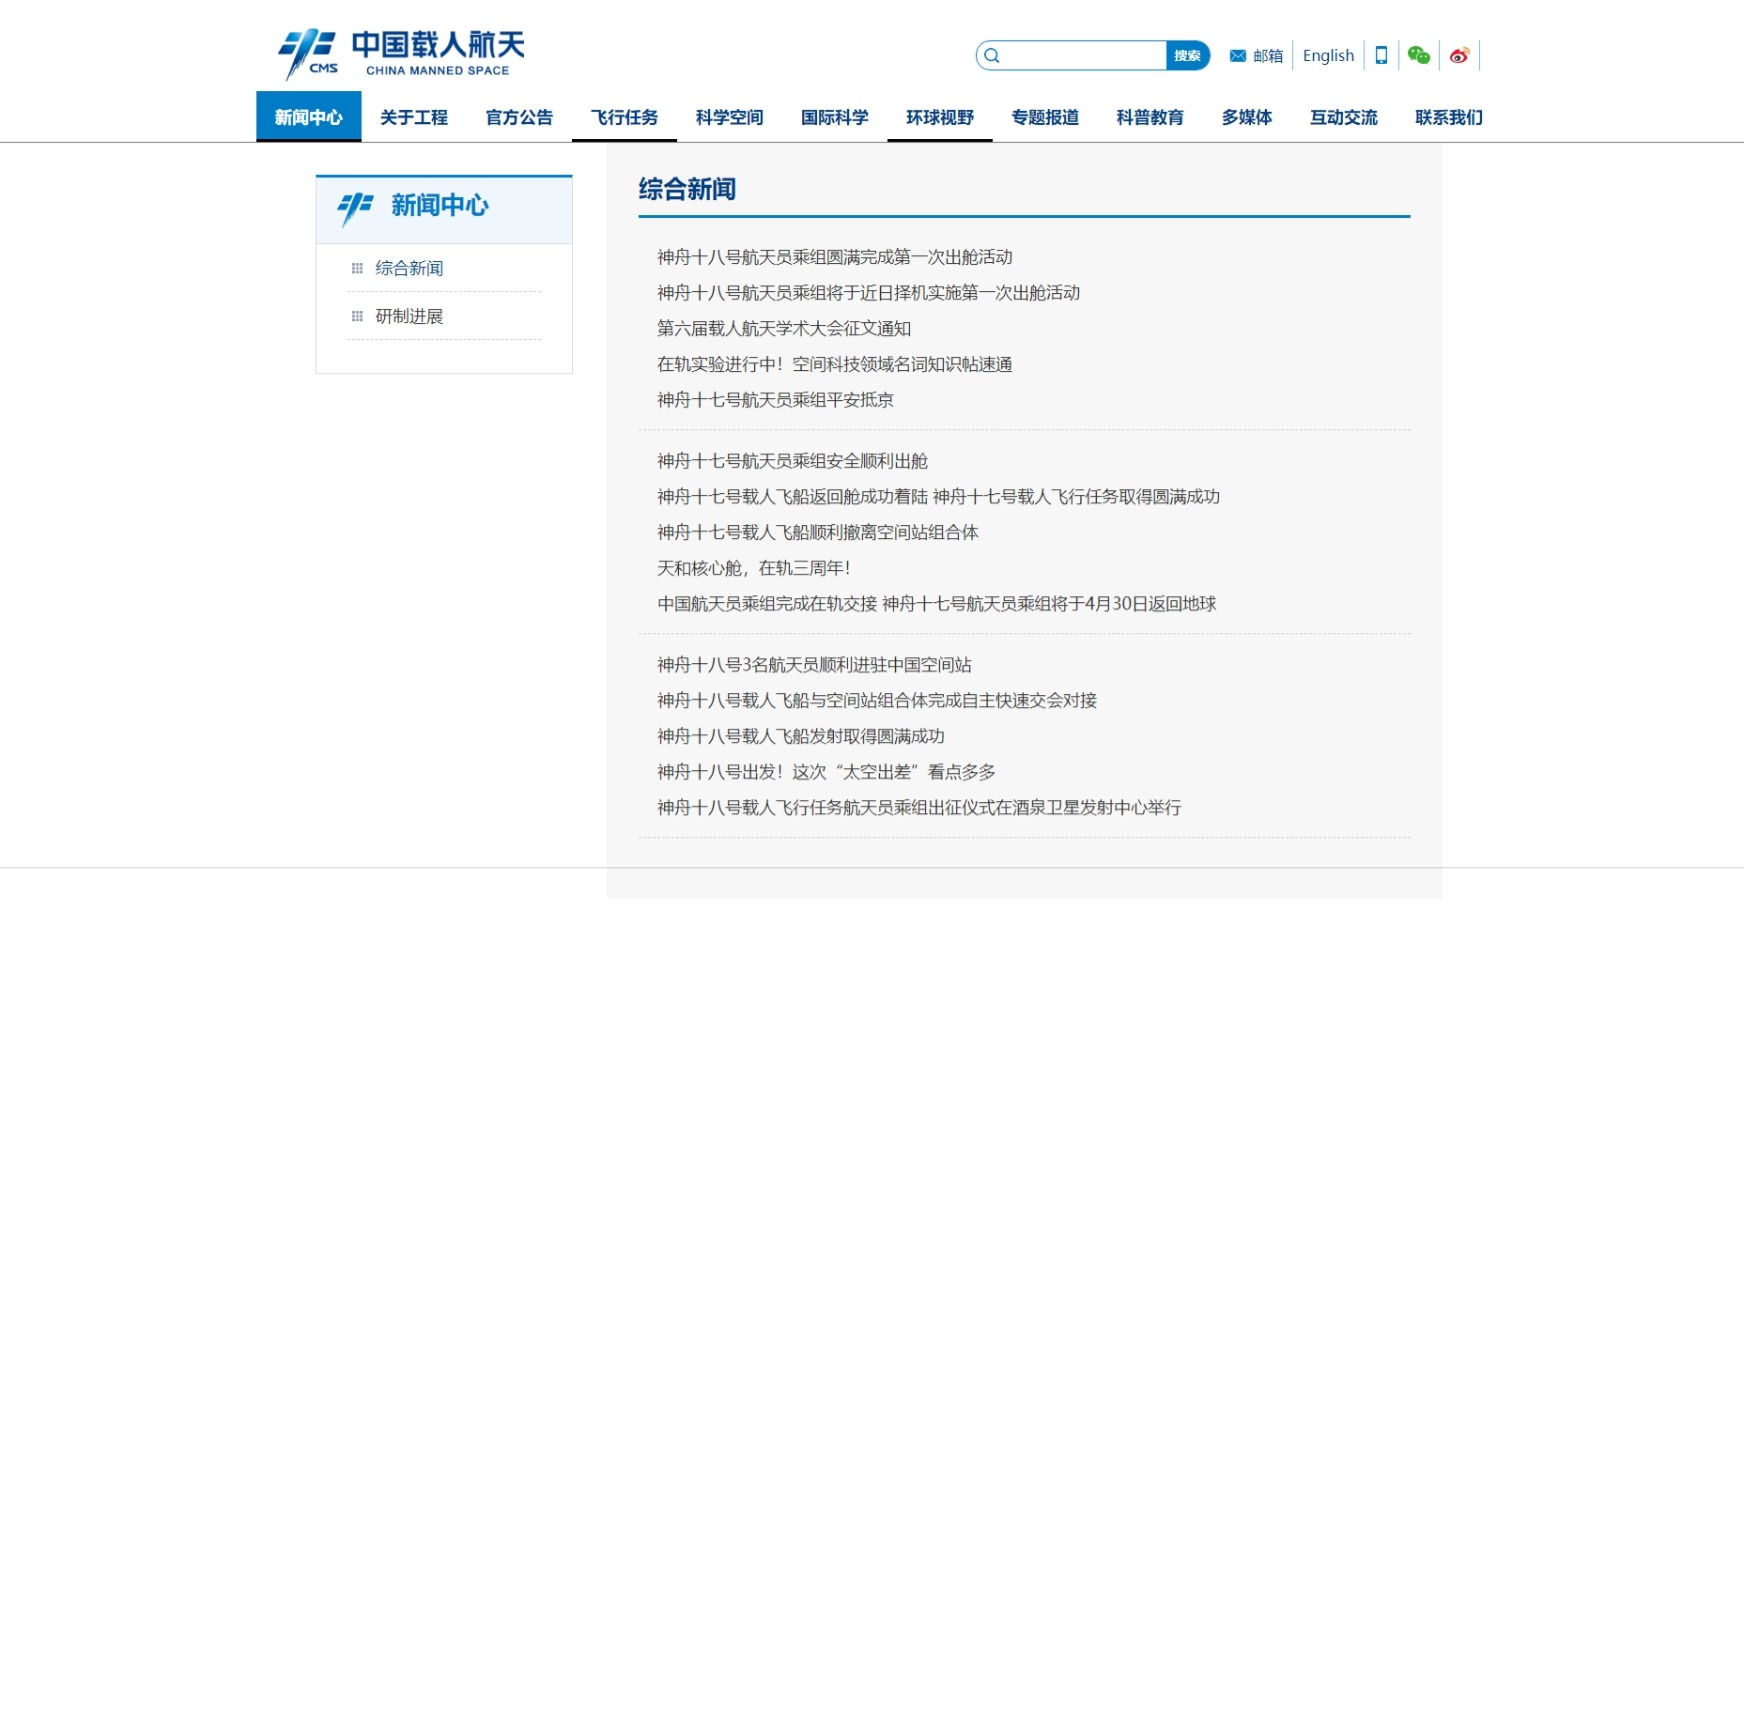 中国载人航天
CMS
CHINA MANNED SPACE
搜索
邮箱
English
新闻中心 关于工程 官方公告 飞行任务 科学空间 国际科学 环球视野 专题报道 科普教育 多媒体 互动交流 联系我们
新闻中心
综合新闻
研制进展
综合新闻
神舟十八号航天员乘组圆满完成第一次出舱活动
神舟十八号航天员乘组将于近日择机实施第一次出舱活动
第六届载人航天学术大会征文通知
在轨实验进行中！空间科技领域名词知识帖速通
神舟十七号航天员乘组平安抵京
神舟十七号航天员乘组安全顺利出舱
神舟十七号载人飞船返回舱成功着陆 神舟十七号载人飞行任务取得圆满成功
神舟十七号载人飞船顺利撤离空间站组合体
天和核心舱，在轨三周年！
中国航天员乘组完成在轨交接 神舟十七号航天员乘组将于4月30日返回地球
神舟十八号3名航天员顺利进驻中国空间站
神舟十八号载人飞船与空间站组合体完成自主快速交会对接
神舟十八号载人飞船发射取得圆满成功
神舟十八号出发！这次“太空出差”看点多多
神舟十八号载人飞行任务航天员乘组出征仪式在酒泉卫星发射中心举行